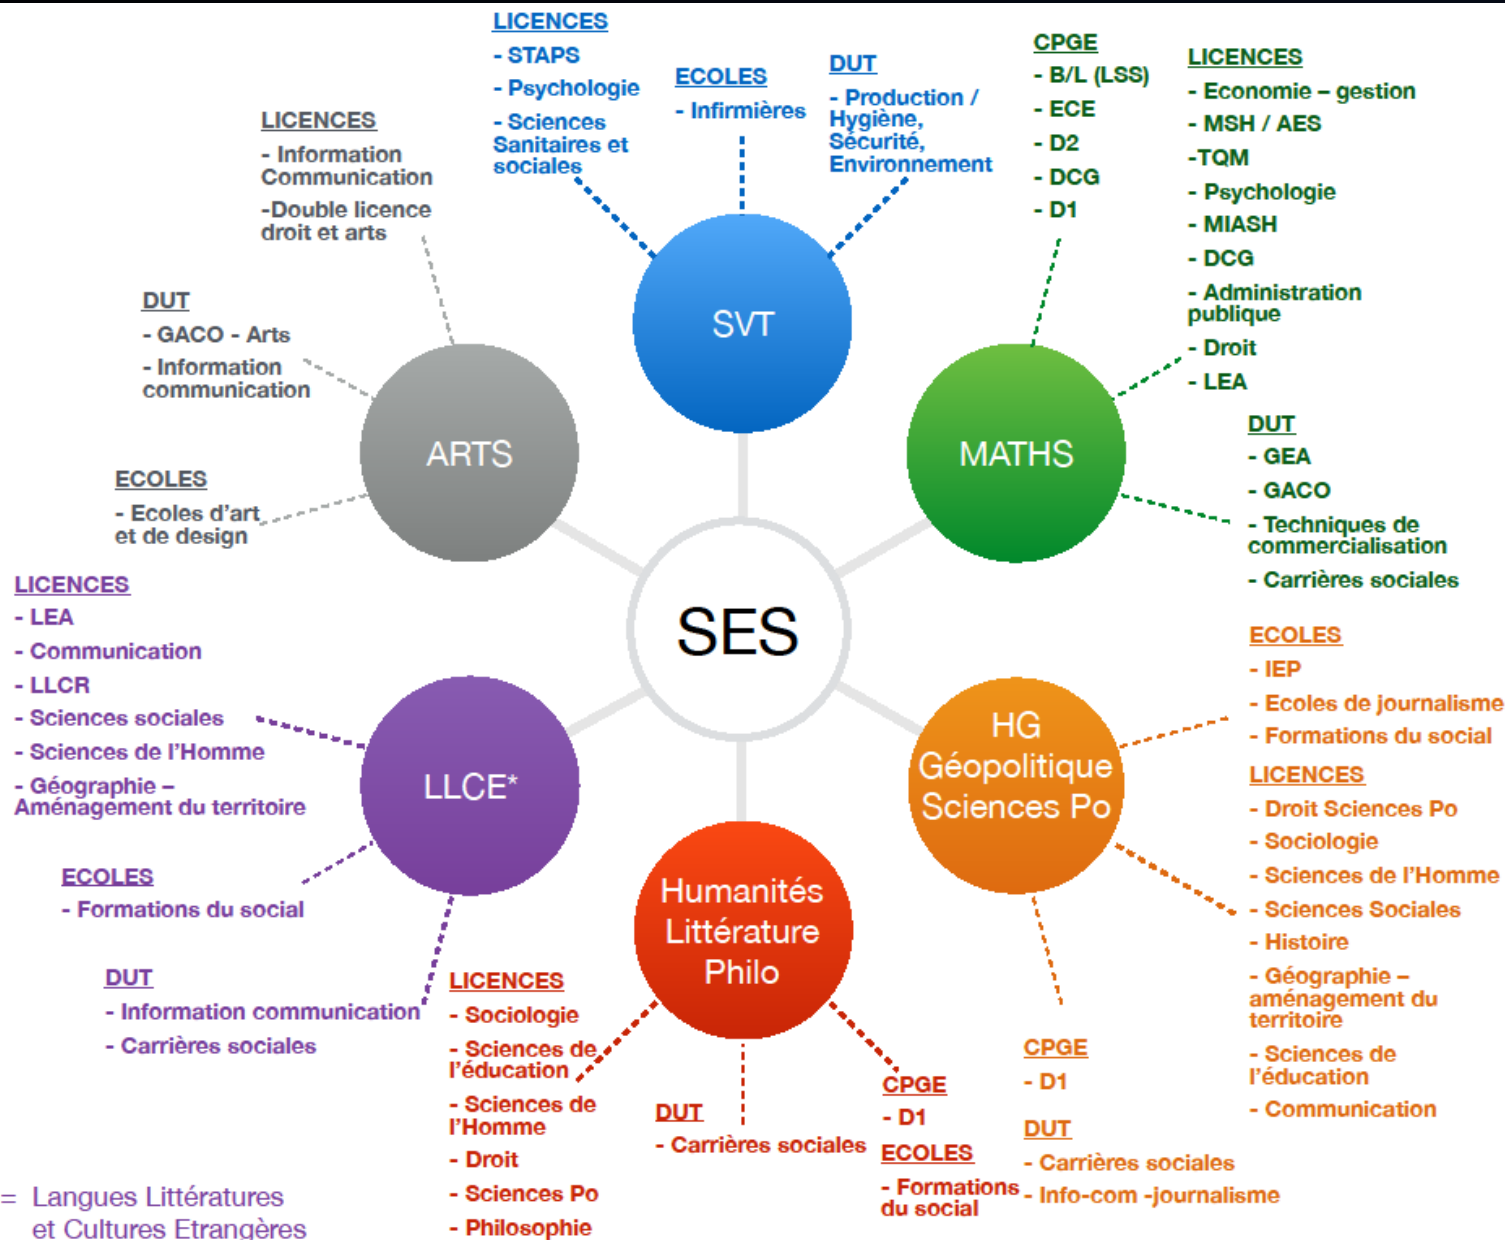 LICENCES
- STAPS
- Psychologie
- Sciences
Sanitaires et
sociales
ECOLES
- Infirmières
DUT
- Production /
Hygiène,
Sécurité,
Environnement
CPGE
- B/L (LSS)
- ECE
- D2
- DCG
- D1
LICENCES
- Economie – gestion
- MSH / AES
-TQM
- Psychologie
- MIASH
- DCG
- Administration
publique
- Droit
- LEA
LICENCES
- Information
Communication
-Double licence
droit et arts
DUT
- GACO - Arts
- Information
communication
ECOLES
- Ecoles d'art
et de design
SVT
ARTS
MATHS
DUT
- GEA
- GACO
- Techniques de
commercialisation
- Carrières sociales
SES
LICENCES
- LEA
- Communication
- LLCR
- Sciences sociales
- Sciences de l'Homme
- Géographie –
Aménagement du territoire
LLCE*
ECOLES
- Formations du social
DUT
- Information communication
- Carrières sociales
HG
Géopolitique
Sciences Po
ECOLES
- IEP
- Ecoles de journalisme
- Formations du social
LICENCES
- Droit Sciences Po
- Sociologie
- Sciences de l'Homme
- Sciences Sociales
- Histoire
- Géographie –
aménagement du
territoire
- Sciences de
l'éducation
- Communication
Humanités
Littérature
Philo
LICENCES
- Sociologie
- Sciences de
l'éducation
- Sciences de
l'Homme
- Droit
- Sciences Po
- Philosophie
DUT
- Carrières sociales
CPGE
- D1
ECOLES
- Formations
du social
CPGE
- D1
DUT
- Carrières sociales
- Info-com -journalisme
= Langues Littératures
et Cultures Etrangères